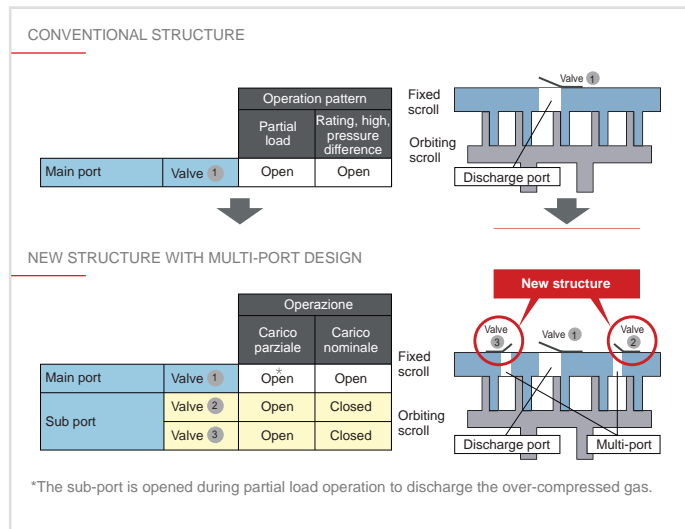 CONVENTIONAL STRUCTURE
Operation pattern
Partial load
Rating, high, pressure difference
Main port
Valve 1
Open
Open
Valve 1
Fixed scroll
Orbiting scroll
Discharge port
NEW STRUCTURE WITH MULTI-PORT DESIGN
Operazione
Carico parziale
Carico nominale
Main port
Valve 1
Open*
Open
Sub port
Valve 2
Open
Closed
Valve 3
Open
Closed
New structure
Valve 3
Valve 1
Valve 2
Fixed scroll
Orbiting scroll
Discharge port
Multi-port
*The sub-port is opened during partial load operation to discharge the over-compressed gas.